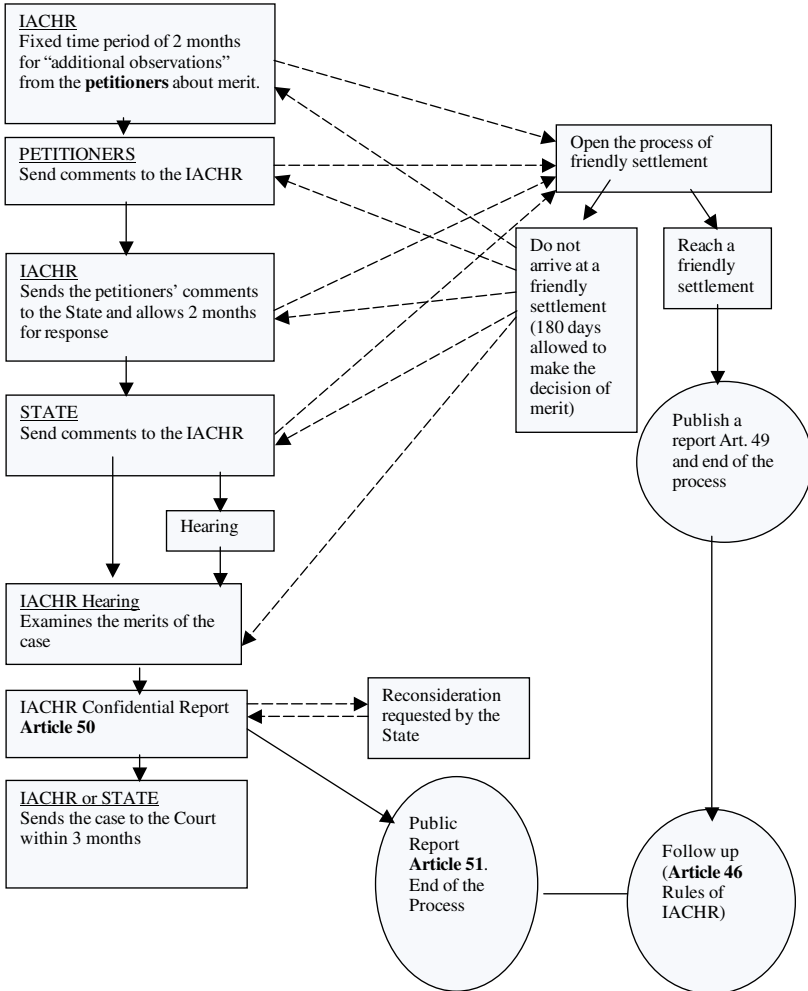 IACHR
Fixed time period of 2 months
for “additional observations”
from the petitioners about merit.
PETITIONERS
Send comments to the IACHR
IACHR
Sends the petitioners’ comments
to the State and allows 2 months
for response
STATE
Send comments to the IACHR
Hearing
IACHR Hearing
Examines the merits of the
case
IACHR Confidential Report
Article 50
IACHR or STATE
Sends the case to the Court
within 3 months
Open the process of
friendly settlement
Do not
arrive at a
friendly
settlement
(180 days
allowed to
make the
decision of
merit)
Reach a
friendly
settlement
Publish a
report Art. 49
and end of the
process
Reconsideration
requested by the
State
Public
Report
Article 51.
End of the
Process
Follow up
(Article 46
Rules of
IACHR)